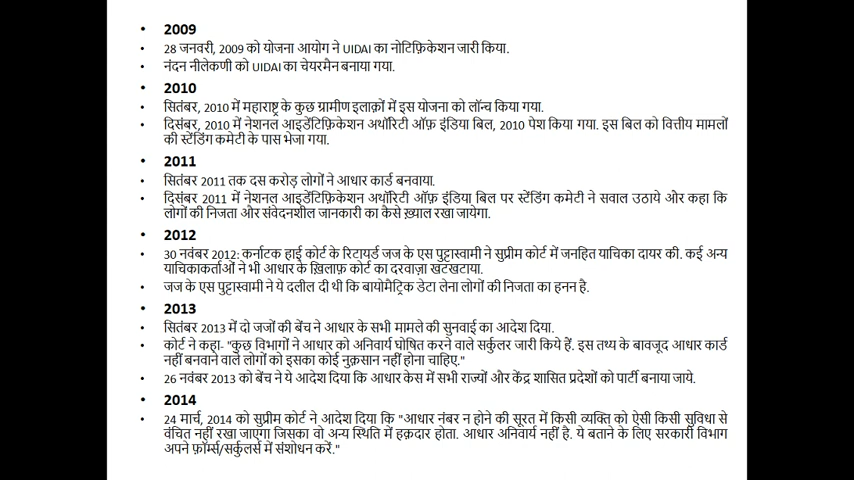 • 2009
• 28 जनवरी, 2009 को योजना आयोग ने UIDAI का नोटिफ़िकेशन जारी किया.
• नंदन नीलेकणी को UIDAI का चेयरमैन बनाया गया.
• 2010
• सितंबर, 2010 में महाराष्ट्र के कुछ ग्रामीण इलाक़ों में इस योजना को लॉन्च किया गया.
• दिसंबर, 2010 में नेशनल आइडेंटिफ़िकेशन अथॉरिटी ऑफ़ इंडिया बिल, 2010 पेश किया गया. इस बिल को वित्तीय मामलों
की स्टेंडिंग कमेटी के पास भेजा गया.
• 2011
• सितंबर 2011 तक दस करोड़ लोगों ने आधार कार्ड बनवाया.
• दिसंबर 2011 में नेशनल आइडेंटिफ़िकेशन अथॉरिटी ऑफ़ इंडिया बिल पर स्टेंडिंग कमेटी ने सवाल उठाये और कहा कि
लोगों की निजता और संवेदनशील जानकारी का कैसे ख़्याल रखा जायेगा.
• 2012
• 30 नवंबर 2012: कर्नाटक हाई कोर्ट के रिटायर्ड जज के एस पुट्टास्वामी ने सुप्रीम कोर्ट में जनहित याचिका दायर की. कई अन्य
याचिकाकर्ताओं ने भी आधार के ख़िलाफ़ कोर्ट का दरवाज़ा खटखटाया.
• जज के एस पुट्टास्वामी ने ये दलील दी थी कि बायोमैट्रिक डेटा लेना लोगों की निजता का हनन है.
• 2013
• सितंबर 2013 में दो जजों की बेंच ने आधार के सभी मामले की सुनवाई का आदेश दिया.
• कोर्ट ने कहा- "कुछ विभागों ने आधार को अनिवार्य घोषित करने वाले सर्कुलर जारी किये हैं. इस तथ्य के बावजूद आधार कार्ड
नहीं बनवाने वाले लोगों को इसका कोई नुक़सान नहीं होना चाहिए."
• 26 नवंबर 2013 को बेंच ने ये आदेश दिया कि आधार केस में सभी राज्यों और केंद्र शासित प्रदेशों को पार्टी बनाया जाये.
• 2014
• 24 मार्च, 2014 को सुप्रीम कोर्ट ने आदेश दिया कि "आधार नंबर न होने की सूरत में किसी व्यक्ति को ऐसी किसी सुविधा से
वंचित नहीं रखा जाएगा जिसका वो अन्य स्थिति में हक़दार होता. आधार अनिवार्य नहीं है. ये बताने के लिए सरकारी विभाग
अपने फ़ॉर्म्स/सर्कुलर्स में संशोधन करें."